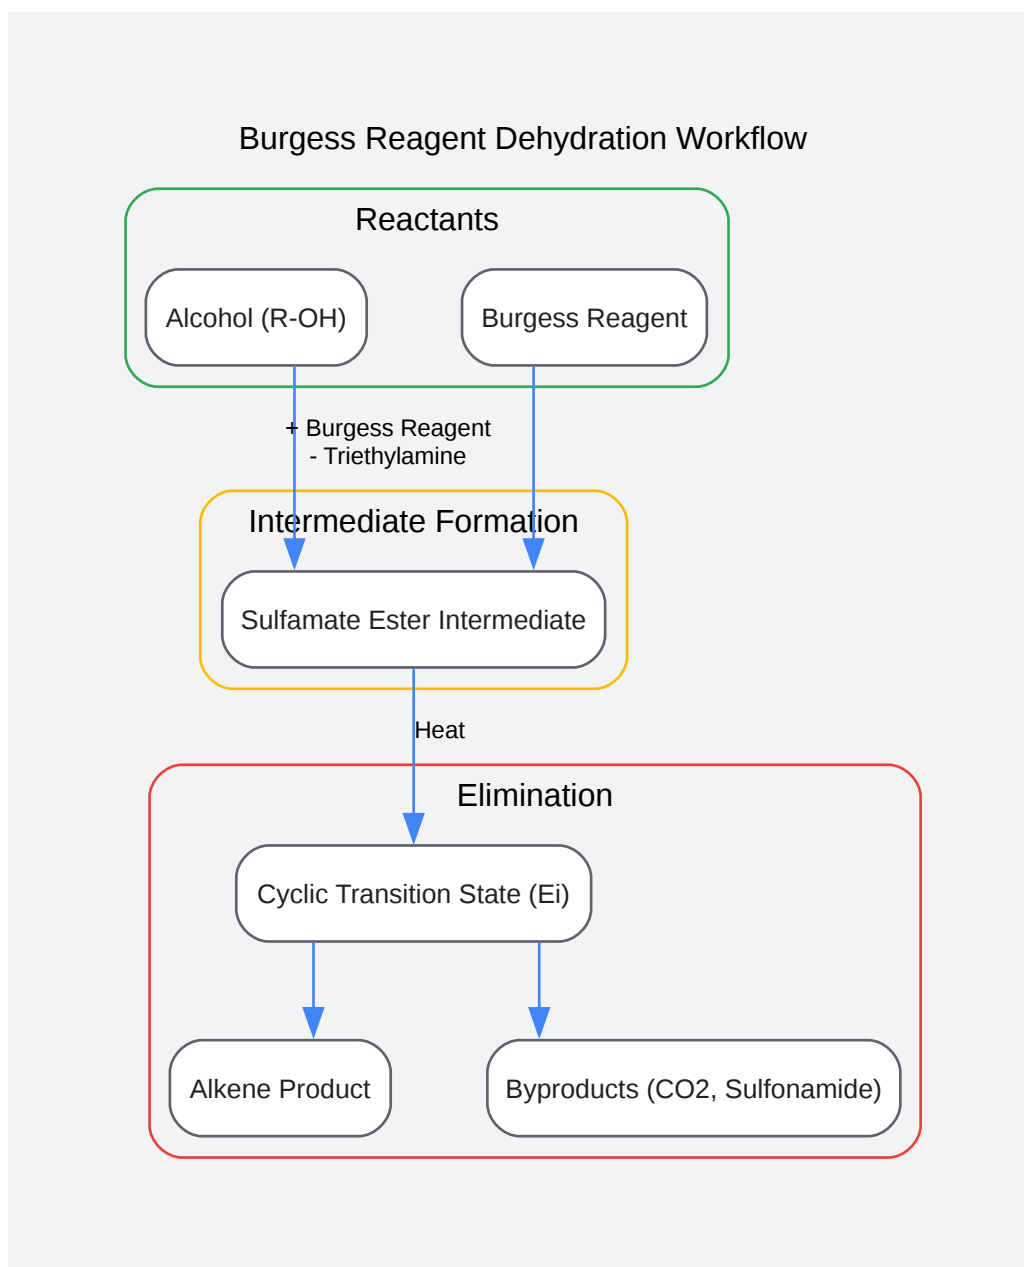 Burgess Reagent Dehydration Workflow
Reactants
Alcohol (R-OH)
Burgess Reagent
+ Burgess Reagent
- Triethylamine
Intermediate Formation
Sulfamate Ester Intermediate
Heat
Elimination
Cyclic Transition State (Ei)
Alkene Product
Byproducts (CO2, Sulfonamide)